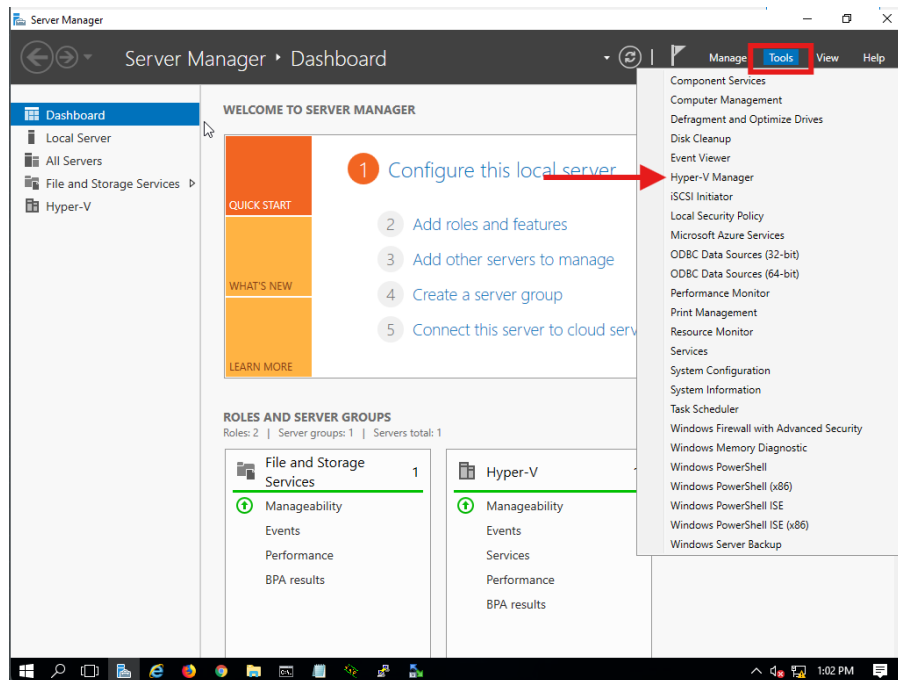 Server Manager
Server Manager ‣ Dashboard
Manage
Tools
View
Help
Dashboard
Local Server
All Servers
File and Storage Services
Hyper-V
WELCOME TO SERVER MANAGER
QUICK START
WHAT'S NEW
LEARN MORE
1 Configure this local server
2 Add roles and features
3 Add other servers to manage
4 Create a server group
5 Connect this server to cloud serv
ROLES AND SERVER GROUPS
Roles: 2 | Server groups: 1 | Servers total: 1
File and Storage
Services
1
Manageability
Events
Performance
BPA results
Hyper-V
Manageability
Events
Services
Performance
BPA results
Component Services
Computer Management
Defragment and Optimize Drives
Disk Cleanup
Event Viewer
Hyper-V Manager
iSCSI Initiator
Local Security Policy
Microsoft Azure Services
ODBC Data Sources (32-bit)
ODBC Data Sources (64-bit)
Performance Monitor
Print Management
Resource Monitor
Services
System Configuration
System Information
Task Scheduler
Windows Firewall with Advanced Security
Windows Memory Diagnostic
Windows PowerShell
Windows PowerShell (x86)
Windows PowerShell ISE
Windows PowerShell ISE (x86)
Windows Server Backup
1:02 PM